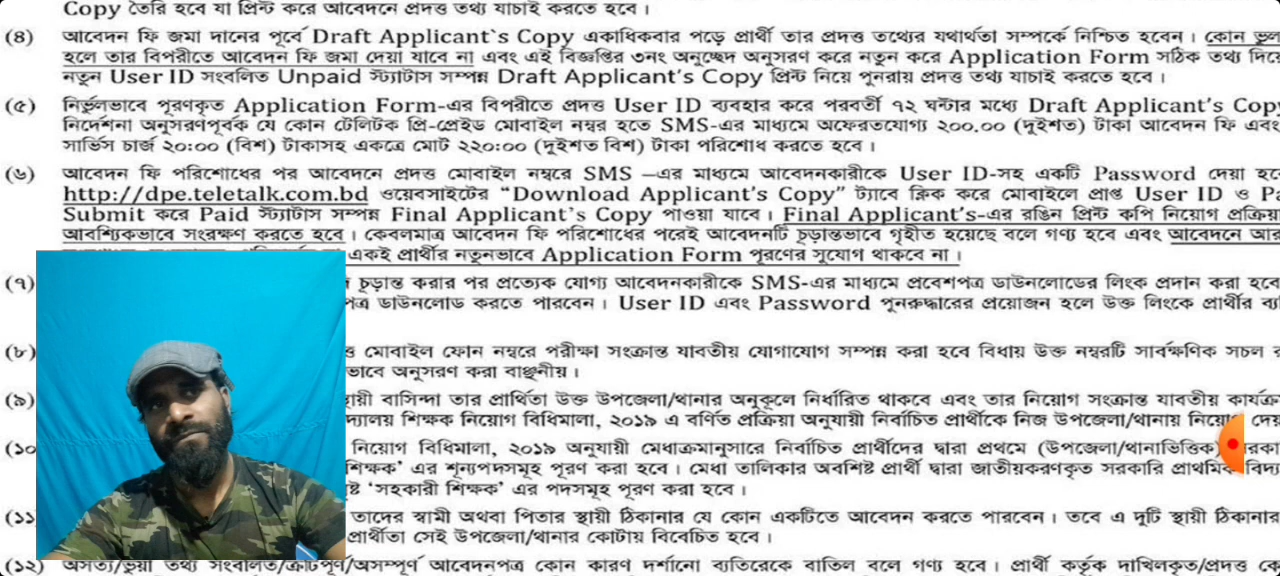 Copy তৈরি হবে যা প্রিন্ট করে আবেদনে প্রদত্ত তথ্য যাচাই করতে হবে।
(৪) আবেদন ফি জমা দানের পূর্বে Draft Applicant`s Copy একাধিকবার পড়ে প্রার্থী তার প্রদত্ত তথ্যের যথার্থতা সম্পর্কে নিশ্চিত হবেন। কোন ভুল
হলে তার বিপরীতে আবেদন ফি জমা দেয়া যাবে না এবং এই বিজ্ঞপ্তির ৩নং অনুচ্ছেদ অনুসরণ করে নতুন করে Application Form সঠিক তথ্য দিয়ে
নতুন User ID সংবলিত Unpaid স্ট্যাটাস সম্পন্ন Draft Applicant's Copy প্রিন্ট নিয়ে পুনরায় প্রদত্ত তথ্য যাচাই করতে হবে।
(৫) নির্ভুলভাবে পূরণকৃত Application Form-এর বিপরীতে প্রদত্ত User ID ব্যবহার করে পরবর্তী ৭২ ঘন্টার মধ্যে Draft Applicant's Copy
নির্দেশনা অনুসরণপূর্বক যে কোন টেলিটক প্রি-প্রেইড মোবাইল নম্বর হতে SMS-এর মাধ্যমে অফেরতযোগ্য ২০০.০০ (দুইশত) টাকা আবেদন ফি এবং
সার্ভিস চার্জ ২০:০০ (বিশ) টাকাসহ একত্রে মোট ২২০:০০ (দুইশত বিশ) টাকা পরিশোধ করতে হবে।
(৬) আবেদন ফি পরিশোধের পর আবেদনে প্রদত্ত মোবাইল নম্বরে SMS –এর মাধ্যমে আবেদনকারীকে User ID-সহ একটি Password দেয়া হবে
http://dpe.teletalk.com.bd ওয়েবসাইটের “Download Applicant's Copy” ট্যাবে ক্লিক করে মোবাইলে প্রাপ্ত User ID ও Pa
Submit করে Paid স্ট্যাটাস সম্পন্ন Final Applicant's Copy পাওয়া যাবে। Final Applicant's-এর রঙিন প্রিন্ট কপি নিয়োগ প্রক্রিয়া
আবশ্যিকভাবে সংরক্ষণ করতে হবে। কেবলমাত্র আবেদন ফি পরিশোধের পরেই আবেদনটি চূড়ান্তভাবে গৃহীত হয়েছে বলে গণ্য হবে এবং আবেদনে আর
একই প্রার্থীর নতুনভাবে Application Form পূরণের সুযোগ থাকবে না।
(৭) চূড়ান্ত করার পর প্রত্যেক যোগ্য আবেদনকারীকে SMS-এর মাধ্যমে প্রবেশপত্র ডাউনলোডের লিংক প্রদান করা হবে
পত্র ডাউনলোড করতে পারবেন। User ID এবং Password পুনরুদ্ধারের প্রয়োজন হলে উক্ত লিংকে প্রার্থীর ব্য
(৮) মোবাইল ফোন নম্বরে পরীক্ষা সংক্রান্ত যাবতীয় যোগাযোগ সম্পন্ন করা হবে বিধায় উক্ত নম্বরটি সার্বক্ষণিক সচল
ভাবে অনুসরণ করা বাঞ্ছনীয়।
(৯) য়ী বাসিন্দা তার প্রার্থিতা উক্ত উপজেলা/থানার অনুকূলে নির্ধারিত থাকবে এবং তার নিয়োগ সংক্রান্ত যাবতীয় কার্যক্র
দ্যালয় শিক্ষক নিয়োগ বিধিমালা, ২০১৯ এ বর্ণিত প্রক্রিয়া অনুযায়ী নির্বাচিত প্রার্থীকে নিজ উপজেলা/থানায় নিয়োগ দেয়
(১০ নিয়োগ বিধিমালা, ২০১৯ অনুযায়ী মেধাক্রমানুসারে নির্বাচিত প্রার্থীদের দ্বারা প্রথমে (উপজেলা/থানাভিত্তিক) রকা
শিক্ষক’ এর শূন্যপদসমূহ পূরণ করা হবে। মেধা তালিকার অবশিষ্ট প্রার্থী দ্বারা জাতীয়করণকৃত সরকারি প্রাথমিক বিদ্য
ষ্ট ‘সহকারী শিক্ষক’ এর পদসমূহ পূরণ করা হবে।
(১১ তাদের স্বামী অথবা পিতার স্থায়ী ঠিকানার যে কোন একটিতে আবেদন করতে পারবেন। তবে এ দুটি স্থায়ী ঠিকানার
প্রার্থীতা সেই উপজেলা/থানার কোটায় বিবেচিত হবে।
(১২) অসত্য/ভুয়া তথ্য সংবলিত/ত্রুটিপূর্ণ/অসম্পূর্ণ আবেদনপত্র কোন কারণ দর্শানো ব্যতিরেকে বাতিল বলে গণ্য হবে। প্রার্থী কর্তৃক দাখিলকৃত/প্রদত্ত কো